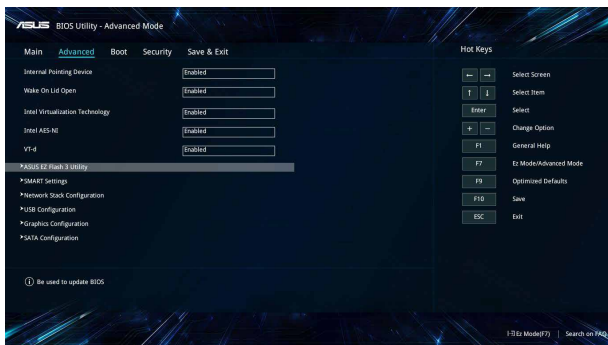 ASUS BIOS Utility - Advanced Mode
Main Advanced Boot Security Save & Exit
Internal Pointing Device Enabled
Wake On Lid Open Enabled
Intel Virtualization Technology Enabled
Intel AES-NI Enabled
VT-d Enabled
ASUS EZ Flash 3 Utility
SMART Settings
Network Stack Configuration
USB Configuration
Graphics Configuration
SATA Configuration
Be used to update BIOS
Hot Keys
← → Select Screen
↑ ↓ Select Item
Enter Select
+ − Change Option
F1 General Help
F7 Ez Mode/Advanced Mode
F9 Optimized Defaults
F10 Save
ESC Exit
Ez Mode(F7) | Search on FAQ